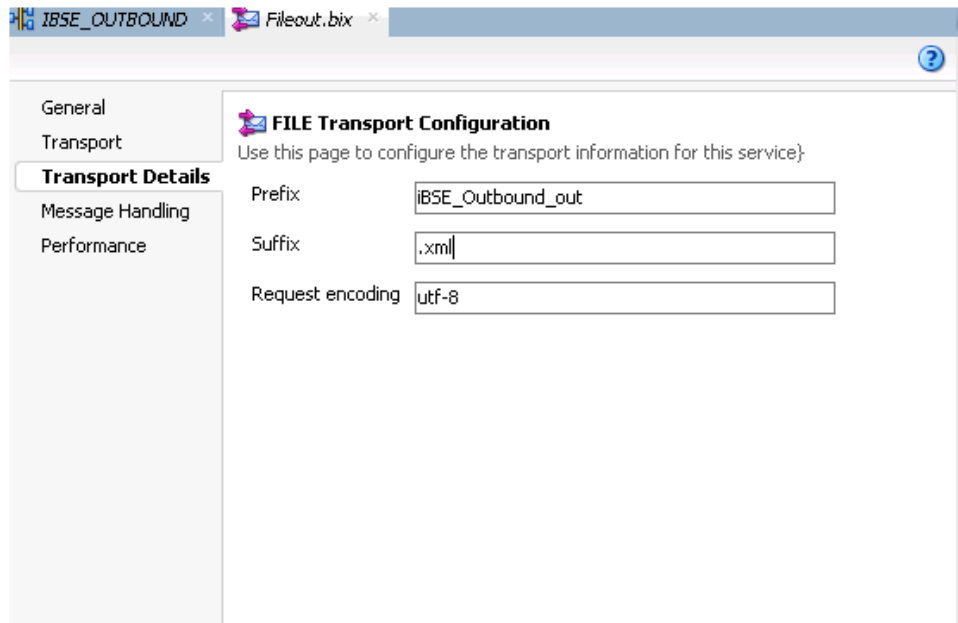 IBSE_OUTBOUND
Fileout.bix
General
Transport
Transport Details
Message Handling
Performance
FILE Transport Configuration
Use this page to configure the transport information for this service}
Prefix
iBSE_Outbound_out
Suffix
.xml
Request encoding
utf-8